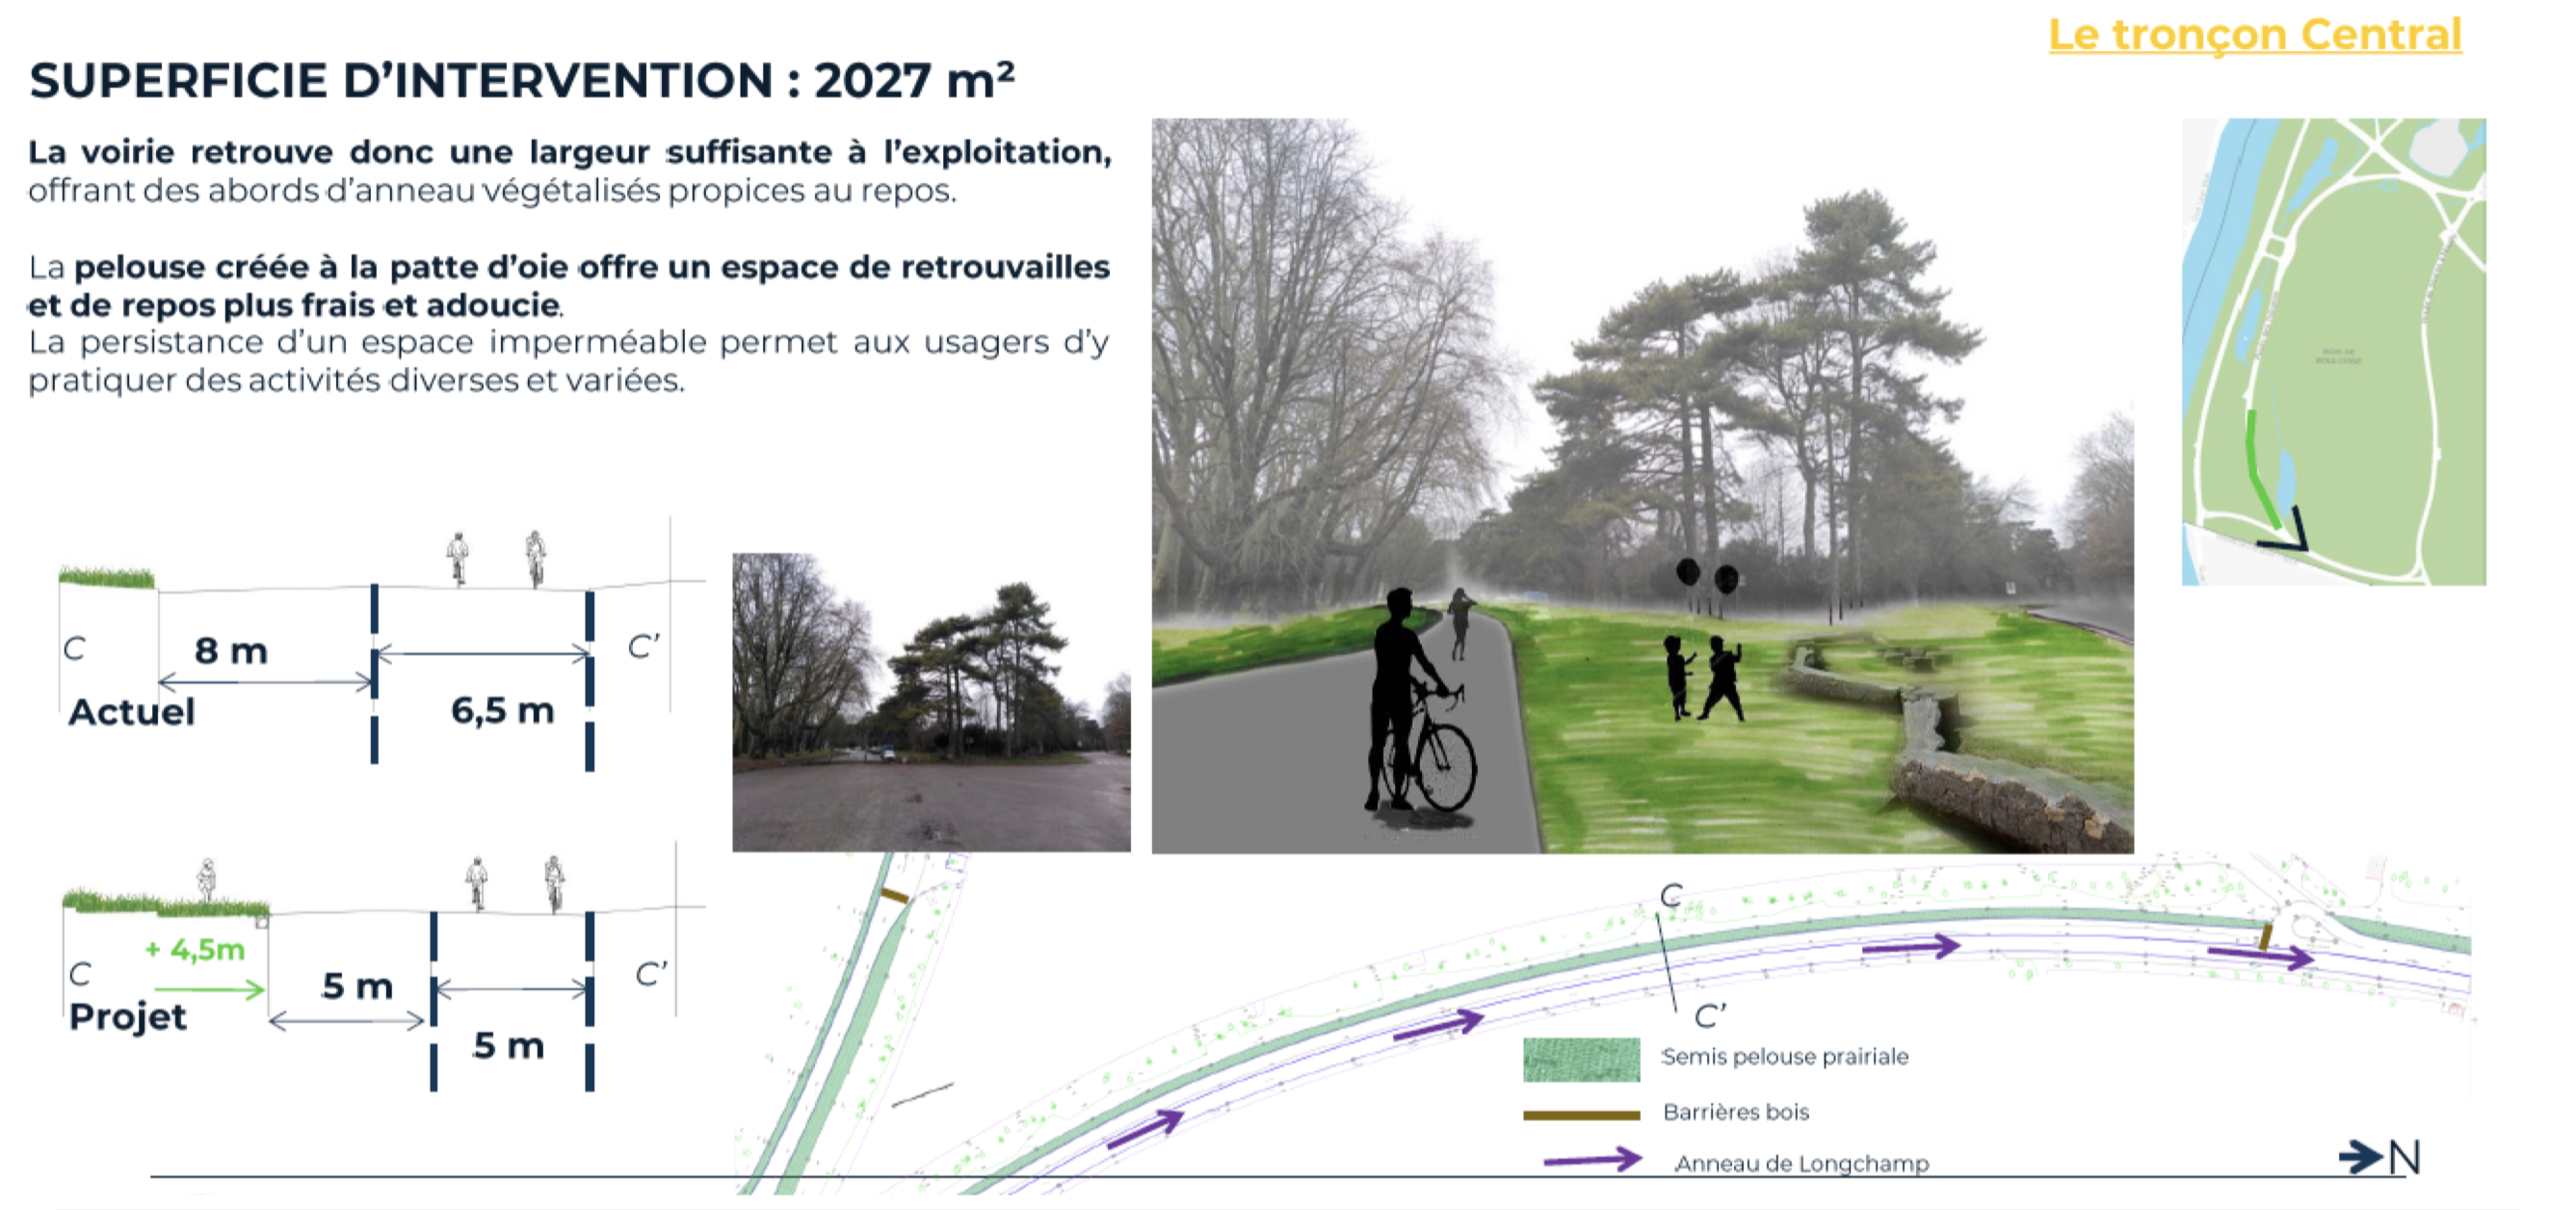 Le tronçon Central
SUPERFICIE D’INTERVENTION : 2027 m²
La voirie retrouve donc une largeur suffisante à l’exploitation,
offrant des abords d’anneau végétalisés propices au repos.
La pelouse créée à la patte d’oie offre un espace de retrouvailles
et de repos plus frais et adoucie.
La persistance d’un espace imperméable permet aux usagers d’y
pratiquer des activités diverses et variées.
BOIS DE
BOULOGNE
C
8 m
C’
Actuel
6,5 m
+ 4,5m
C
5 m
C’
Projet
5 m
C
C’
Semis pelouse prairiale
Barrières bois
Anneau de Longchamp
N